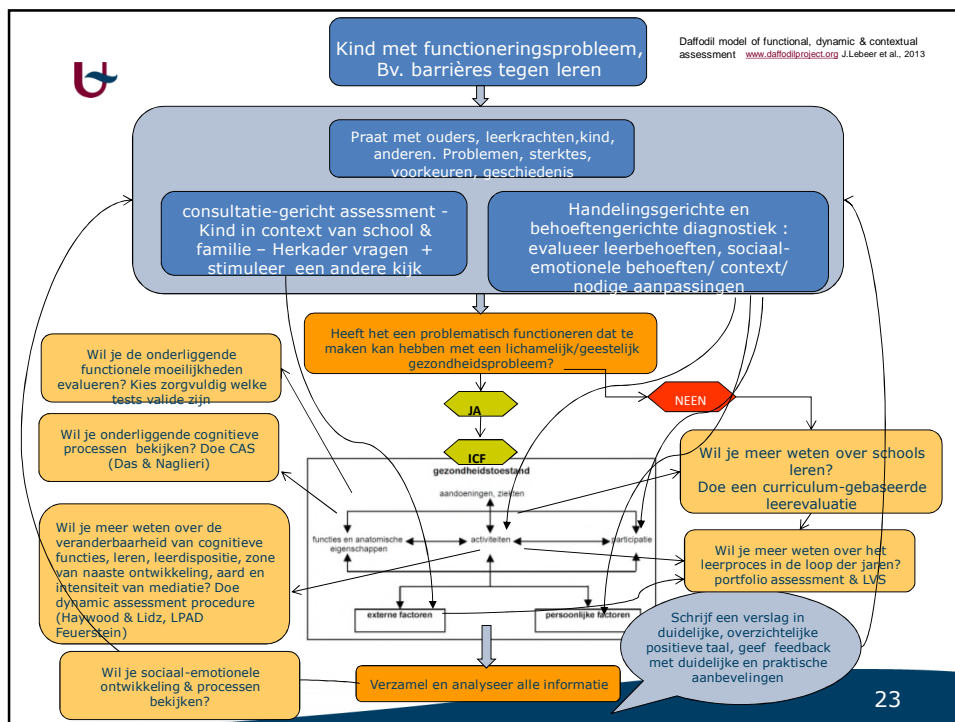 Kind met functioneringsprobleem,
Bv. barrières tegen leren
Daffodil model of functional, dynamic & contextual
assessment www.daffodilproject.org J.Lebeer et al., 2013
Praat met ouders, leerkrachten,kind,
anderen. Problemen, sterktes,
voorkeuren, geschiedenis
consultatie-gericht assessment -
Kind in context van school &
familie – Herkader vragen +
stimuleer een andere kijk
Handelingsgerichte en
behoeftengerichte diagnostiek :
evalueer leerbehoeften, sociaal-
emotionele behoeften/ context/
nodige aanpassingen
Heeft het een problematisch functioneren dat te
maken kan hebben met een lichamelijk/geestelijk
gezondheidsprobleem?
JA
NEEN
ICF
Wil je de onderliggende
functionele moeilijkheden
evalueren? Kies zorgvuldig welke
tests valide zijn
Wil je onderliggende cognitieve
processen bekijken? Doe CAS
(Das & Naglieri)
Wil je meer weten over de
veranderbaarheid van cognitieve
functies, leren, leerdispositie, zone
van naaste ontwikkeling, aard en
intensiteit van mediatie? Doe
dynamic assessment procedure
(Haywood & Lidz, LPAD
Feuerstein)
Wil je sociaal-emotionele
ontwikkeling & processen
bekijken?
gezondheidstoestand
aandoeningen, ziekten
functies en anatomische
eigenschappen
activiteiten
participatie
externe factoren
persoonlijke factoren
Verzamel en analyseer alle informatie
Wil je meer weten over schools
leren?
Doe een curriculum-gebaseerde
leerevaluatie
Wil je meer weten over het
leerproces in de loop der jaren?
portfolio assessment & LVS
Schrijf een verslag in
duidelijke, overzichtelijke
positieve taal, geef feedback
met duidelijke en praktische
aanbevelingen
23